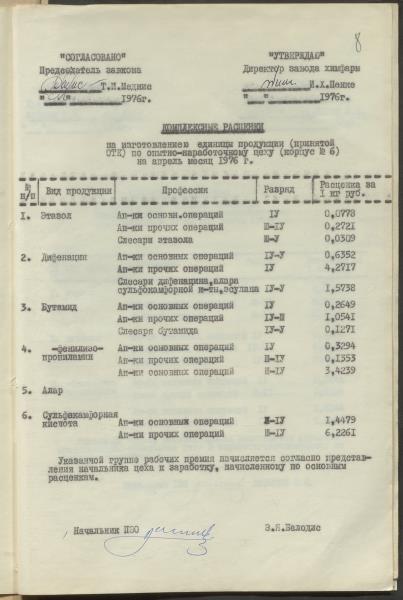 8
"СОГЛАСОВАНО" "УТВЕРЖДАЮ"
Председатель завкома Директор завода химфарм
Т.М.Меднис И.Х.Ценке
1976г. 1976г.
КОМПЛЕКСНЫЕ РАСЦЕНКИ
на изготовлению единицы продукции (принятой
ОТК) по опытно-наработочному цеху (корпус № 6)
на апрель месяц 1976 г.
№ п/п Вид продукции Профессия Разряд Расценка за 1 кг руб.
1. Этазол Ап-ки основн.операций IУ 0,0778
Ап-ки прочих операций Ш-IУ 0,2721
Слесари этазола Ш-У 0,0309
2. Дифенацин Ап-ки основных операций IУ-У 0,6352
Ап-ки прочих операций IУ 4,2717
Слесари дифенацина,алара
сульфокамфорной к-ты,эсулана IУ-У 1,5738
3. Бутамид Ап-ки основных операций IУ 0,2649
Ап-ки прочих операций IУ-Ш 1,0541
Слесаря бутамида IУ-У 0,1271
4. -фенилизо-
пропиламин Ап-ки основных операций IУ 0,3294
Ап-ки прочих операций Ш-IУ 0,1353
Ап-ки основных операций Ш-IУ 3,4239
5. Алар
6. Сульфокамфорная
кислота Ап-ки основных операций Ш-IУ 1,4479
Ап-ки прочих операций Ш-IУ 6,2261
Указанной группе рабочих премия начисляется согласно представ-
ления начальника цеха к заработку, начисленному по основным
расценкам.
Начальник ПЭО Э.Я.Белодис